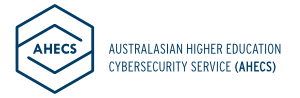 AHECS
AUSTRALASIAN HIGHER EDUCATION
CYBERSECURITY SERVICE (AHECS)